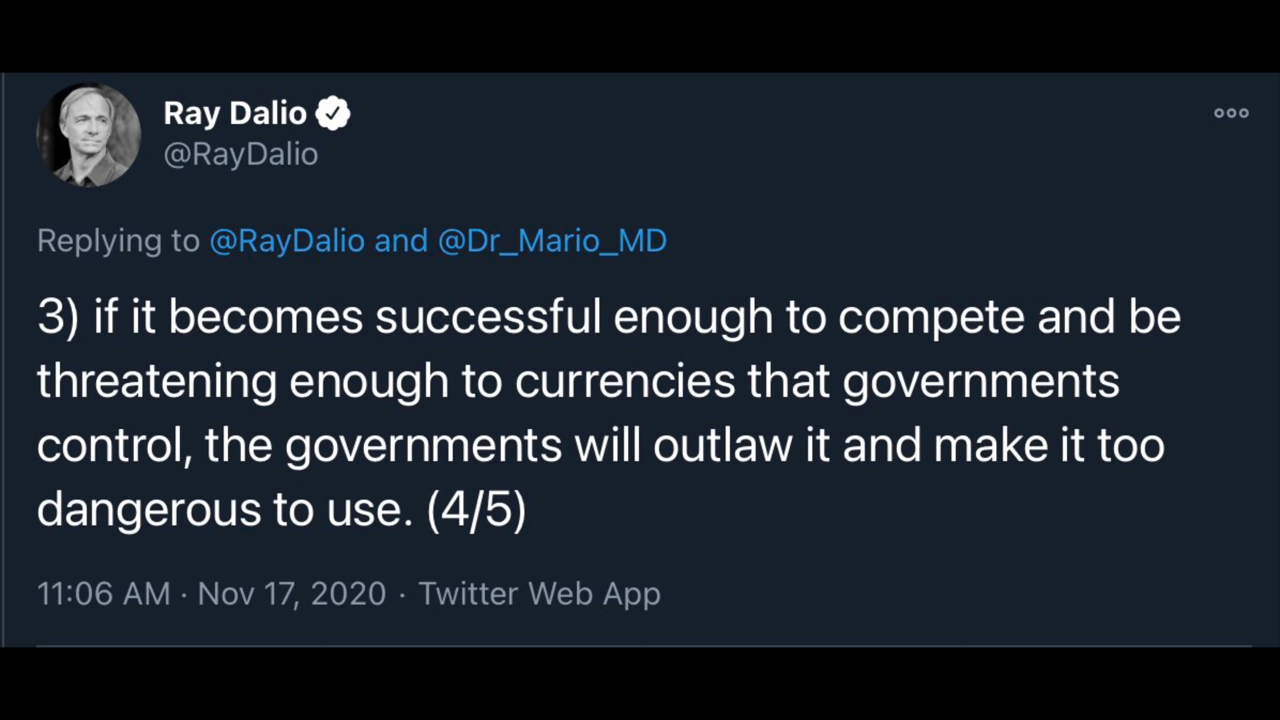 Ray Dalio
@RayDalio
Replying to @RayDalio and @Dr_Mario_MD
3) if it becomes successful enough to compete and be
threatening enough to currencies that governments
control, the governments will outlaw it and make it too
dangerous to use. (4/5)
11:06 AM · Nov 17, 2020 · Twitter Web App